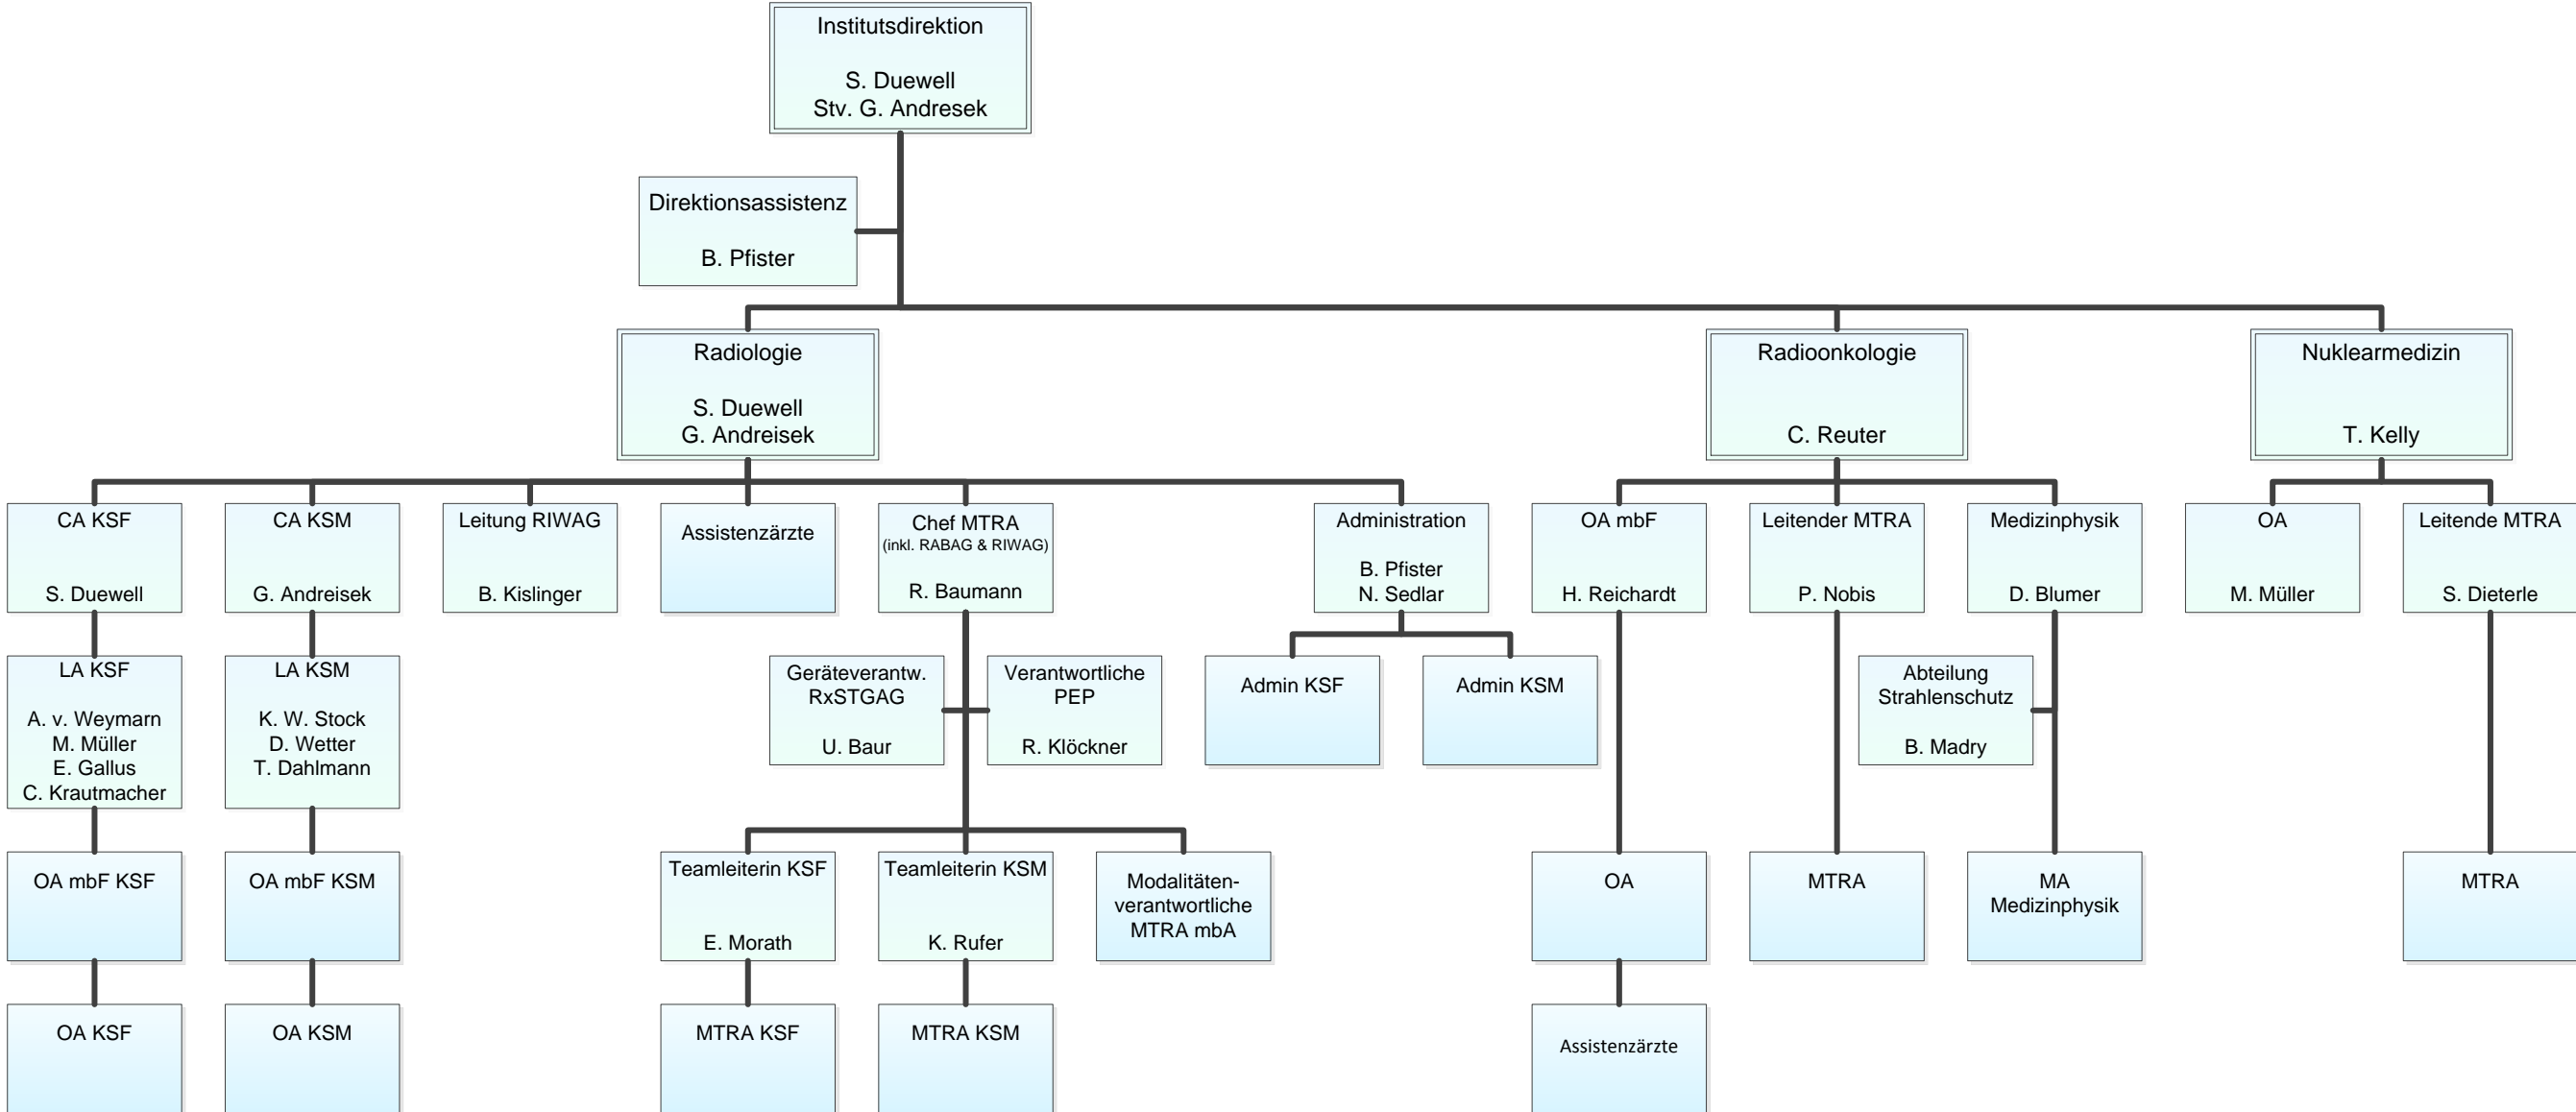 Institutsdirektion
S. Duewell
Stv. G. Andresek
Direktionsassistenz
B. Pfister
Radiologie
S. Duewell
G. Andreisek
Radioonkologie
C. Reuter
Nuklearmedizin
T. Kelly
CA KSF
S. Duewell
CA KSM
G. Andreisek
Leitung RIWAG
B. Kislinger
Assistenzärzte
Chef MTRA
(inkl. RABAG & RIWAG)
R. Baumann
Administration
B. Pfister
N. Sedlar
OA mbF
H. Reichardt
Leitender MTRA
P. Nobis
Medizinphysik
D. Blumer
OA
M. Müller
Leitende MTRA
S. Dieterle
LA KSF
A. v. Weymarn
M. Müller
E. Gallus
C. Krautmacher
LA KSM
K. W. Stock
D. Wetter
T. Dahlmann
Geräteverantw.
RxSTGAG
U. Baur
Verantwortliche
PEP
R. Klöckner
Admin KSF
Admin KSM
Abteilung
Strahlenschutz
B. Madry
OA mbF KSF
OA mbF KSM
Teamleiterin KSF
E. Morath
Teamleiterin KSM
K. Rufer
Modalitäten-
verantwortliche
MTRA mbA
OA
MTRA
MA
Medizinphysik
MTRA
OA KSF
OA KSM
MTRA KSF
MTRA KSM
Assistenzärzte